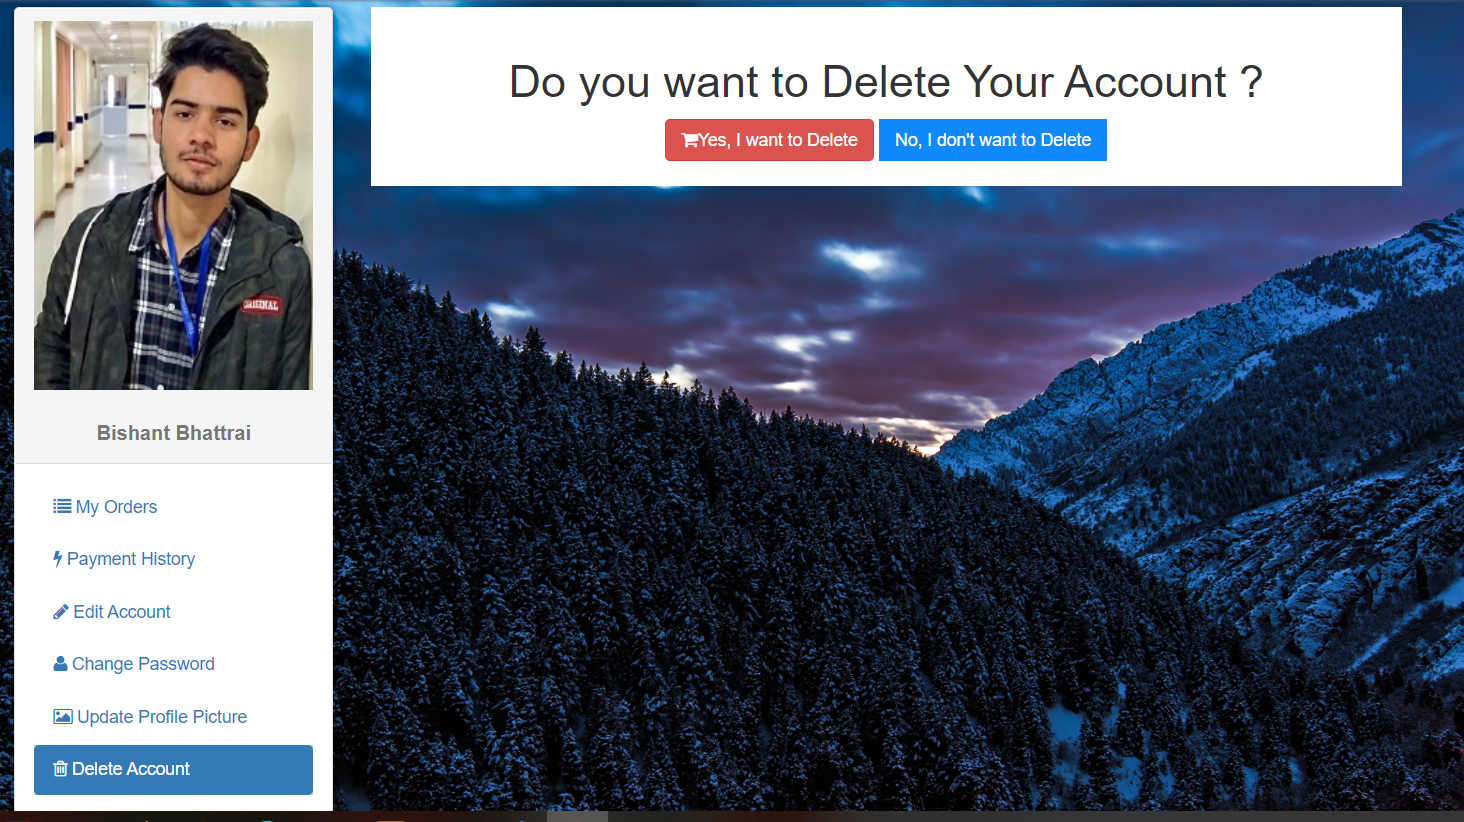 ORIGINAL
Bishant Bhattrai
My Orders
Payment History
Edit Account
Change Password
Update Profile Picture
Delete Account
Do you want to Delete Your Account ?
Yes, I want to Delete
No, I don't want to Delete